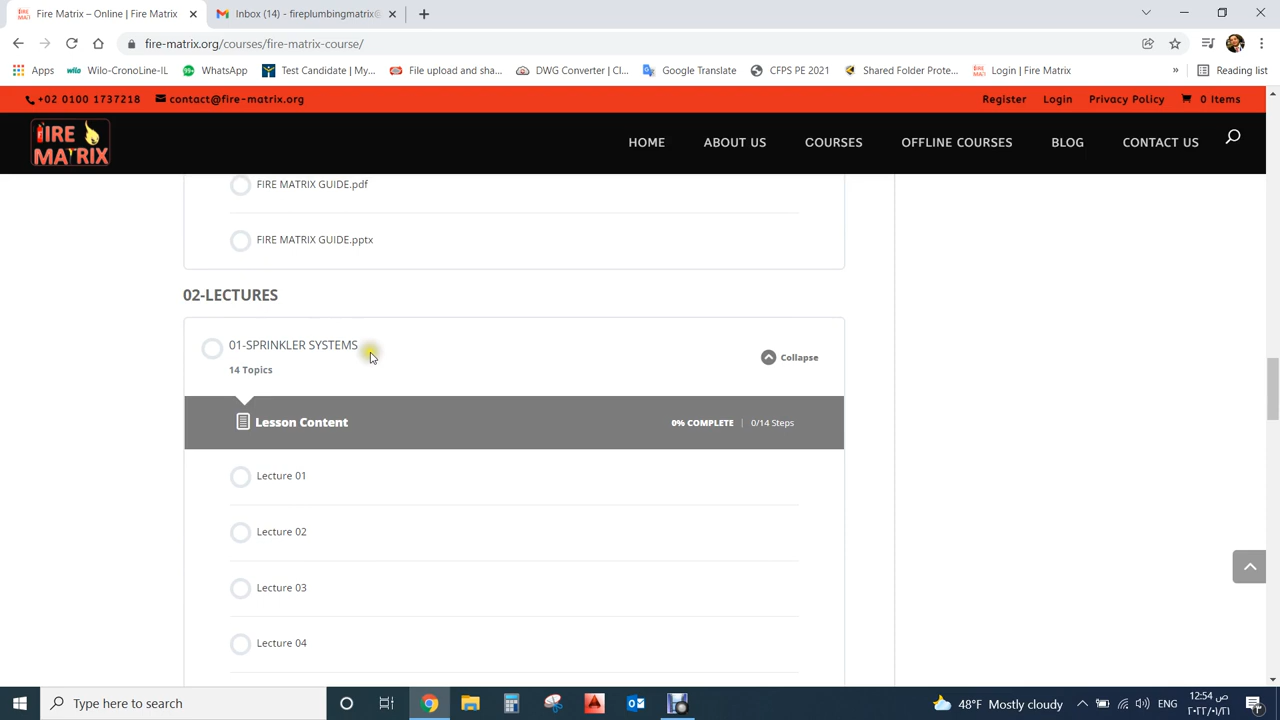 Fire Matrix – Online | Fire Matrix
Inbox (14) - fireplumbingmatrix@
fire-matrix.org/courses/fire-matrix-course/
Apps
wilo Wilo-CronoLine-IL
99+ WhatsApp
Test Candidate | My...
File upload and sha...
DWG Converter | Cl...
Google Translate
CFPS PE 2021
Shared Folder Prote...
Login | Fire Matrix
»
Reading list
+02 0100 1737218
contact@fire-matrix.org
Register
Login
Privacy Policy
0 Items
FIRE
MATRIX
HOME
ABOUT US
COURSES
OFFLINE COURSES
BLOG
CONTACT US
FIRE MATRIX GUIDE.pdf
FIRE MATRIX GUIDE.pptx
02-LECTURES
01-SPRINKLER SYSTEMS
14 Topics
Collapse
Lesson Content
0% COMPLETE | 0/14 Steps
Lecture 01
Lecture 02
Lecture 03
Lecture 04
Type here to search
48°F Mostly cloudy
ENG
12:54 ص